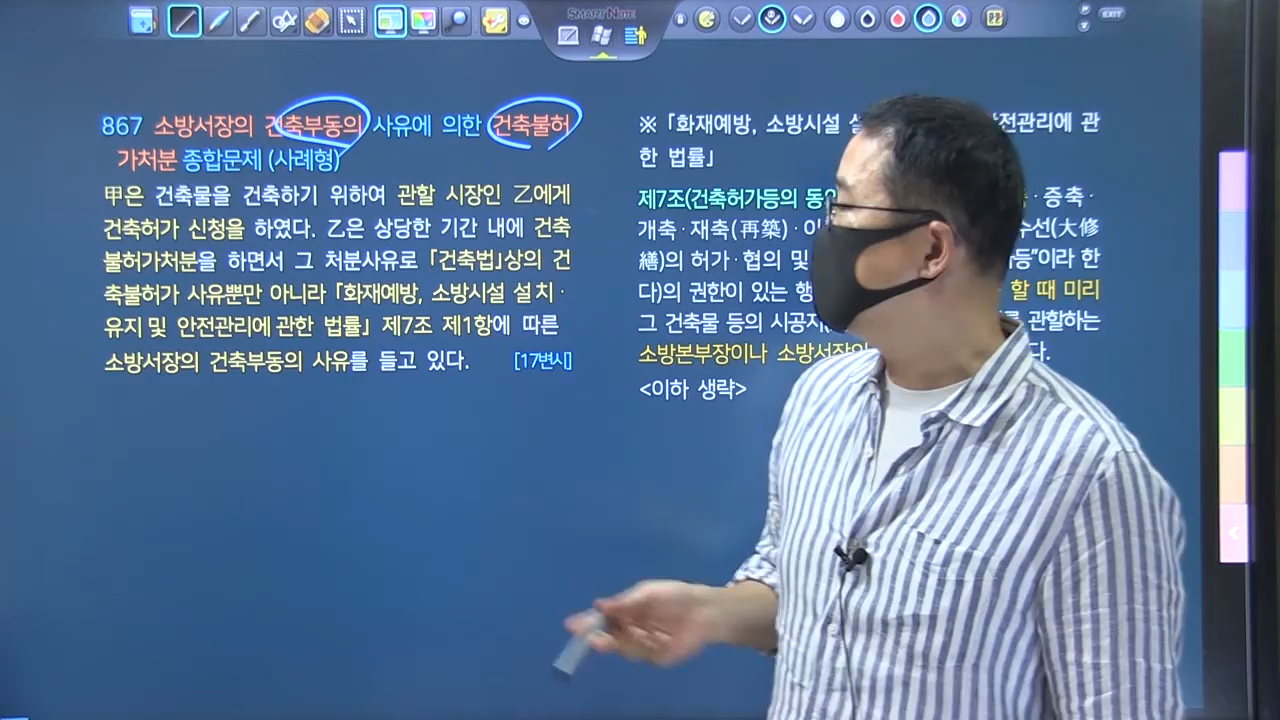 SMART NOTE
EXIT
867 소방서장의 건축부동의 사유에 의한 건축불허
가처분 종합문제 (사례형)
甲은 건축물을 건축하기 위하여 관할 시장인 乙에게
건축허가 신청을 하였다. 乙은 상당한 기간 내에 건축
불허가처분을 하면서 그 처분사유로 「건축법」상의 건
축불허가 사유뿐만 아니라 「화재예방, 소방시설 설치·
유지 및 안전관리에 관한 법률」 제7조 제1항에 따른
소방서장의 건축부동의 사유를 들고 있다. [17변시]
※ 「화재예방, 소방시설 전관리에 관
한 법률」
제7조(건축허가등의 · 증축·
개축·재축(再築)· 수선(大修
繕)의 허가·협의 및 등”이라 한
다)의 권한이 있는 할 때 미리
그 건축물 등의 관할하는
소방본부장이나 다.
<이하 생략>